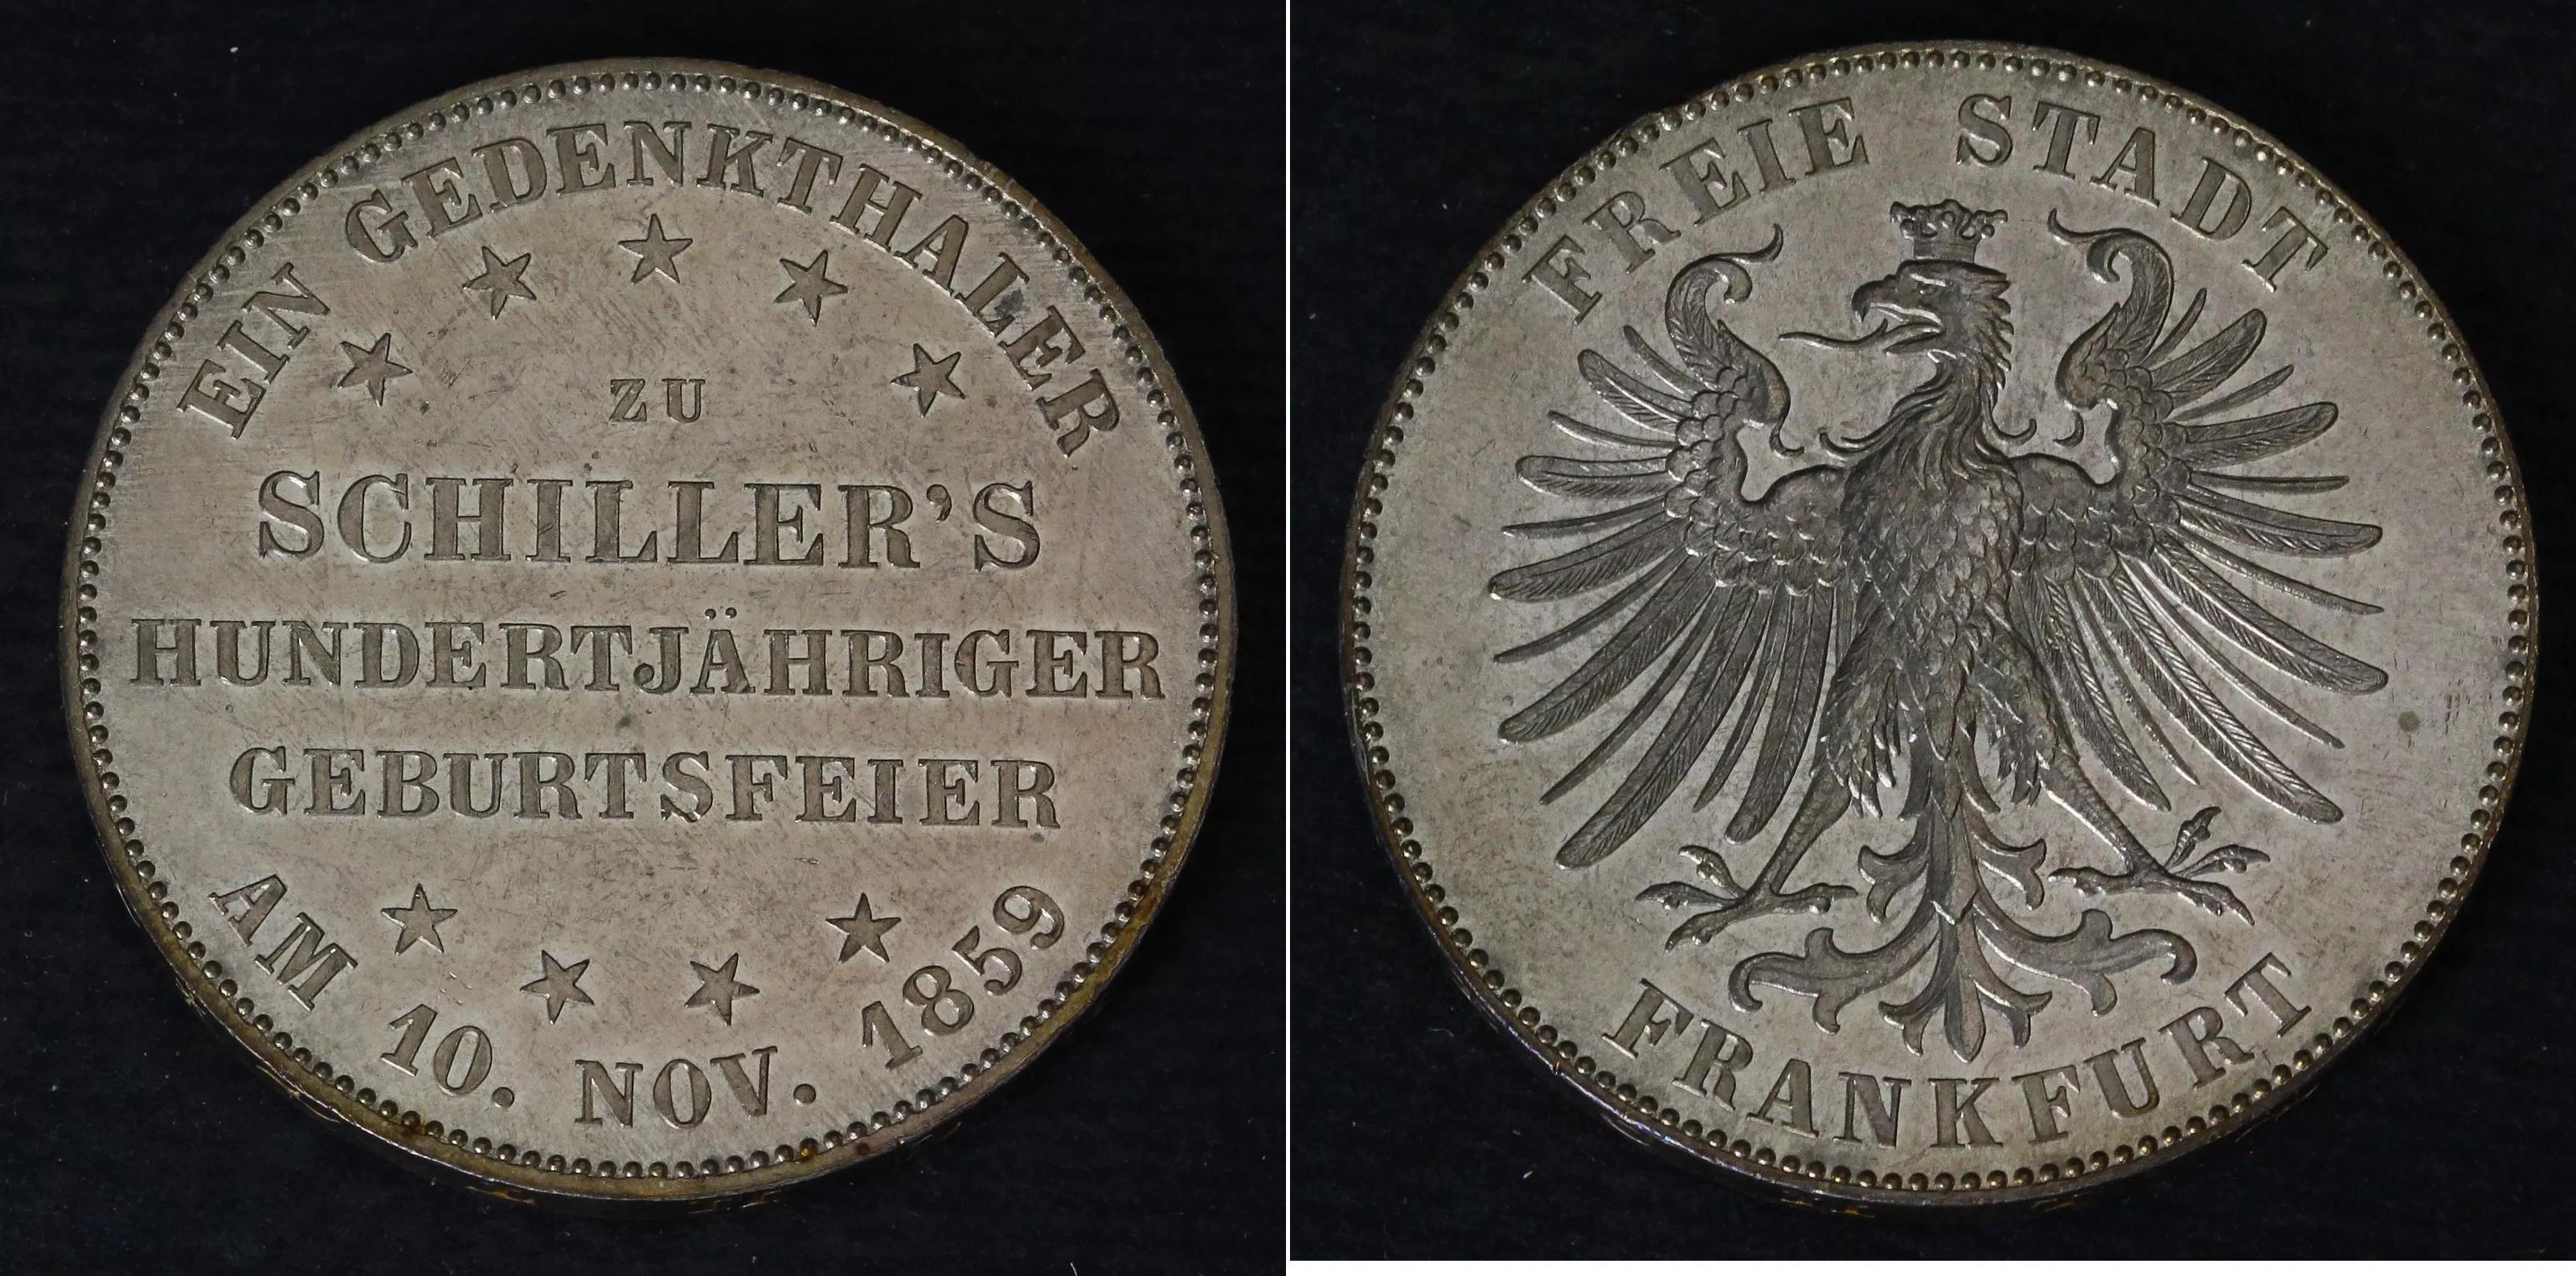 EIN GEDENKTHALER
ZU
SCHILLER'S
HUNDERTJÄHRIGER
GEBURTSFEIER
AM 10. NOV. 1859
FREIE STADT
FRANKFURT